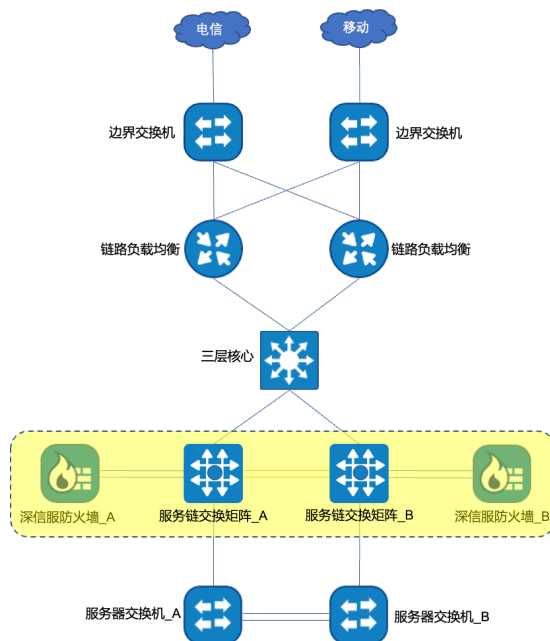 电信
移动
边界交换机
边界交换机
链路负载均衡
链路负载均衡
三层核心
深信服防火墙_A
服务链交换矩阵_A
服务链交换矩阵_B
深信服防火墙_B
服务器交换机_A
服务器交换机_B